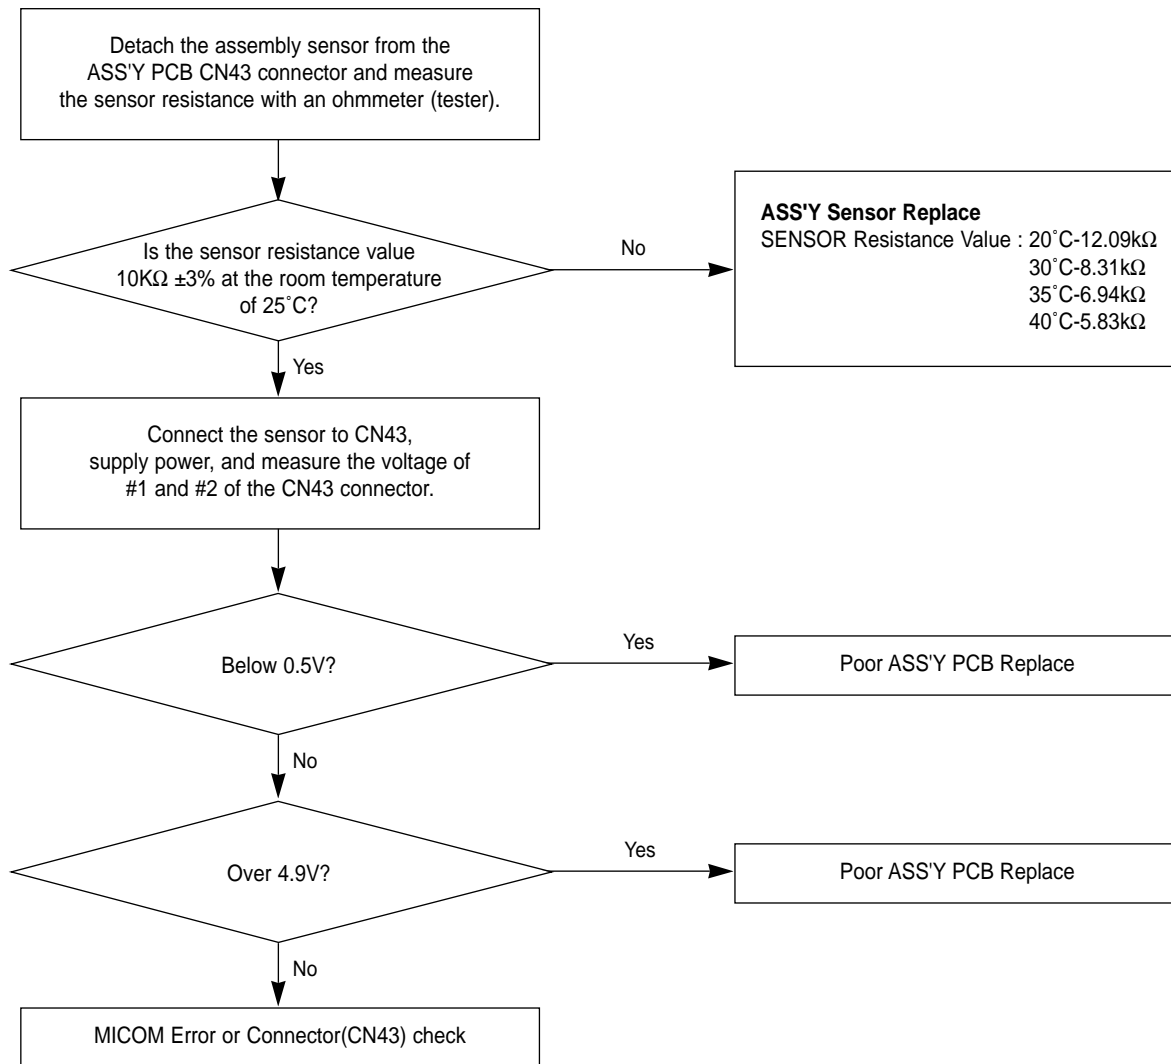 Detach the assembly sensor from the
ASS'Y PCB CN43 connector and measure
the sensor resistance with an ohmmeter (tester).
Is the sensor resistance value
10KΩ ±3% at the room temperature
of 25˚C?
No
ASS'Y Sensor Replace
SENSOR Resistance Value : 20˚C-12.09kΩ
30˚C-8.31kΩ
35˚C-6.94kΩ
40˚C-5.83kΩ
Yes
Connect the sensor to CN43,
supply power, and measure the voltage of
#1 and #2 of the CN43 connector.
Below 0.5V?
Yes
Poor ASS'Y PCB Replace
No
Over 4.9V?
Yes
Poor ASS'Y PCB Replace
No
MICOM Error or Connector(CN43) check